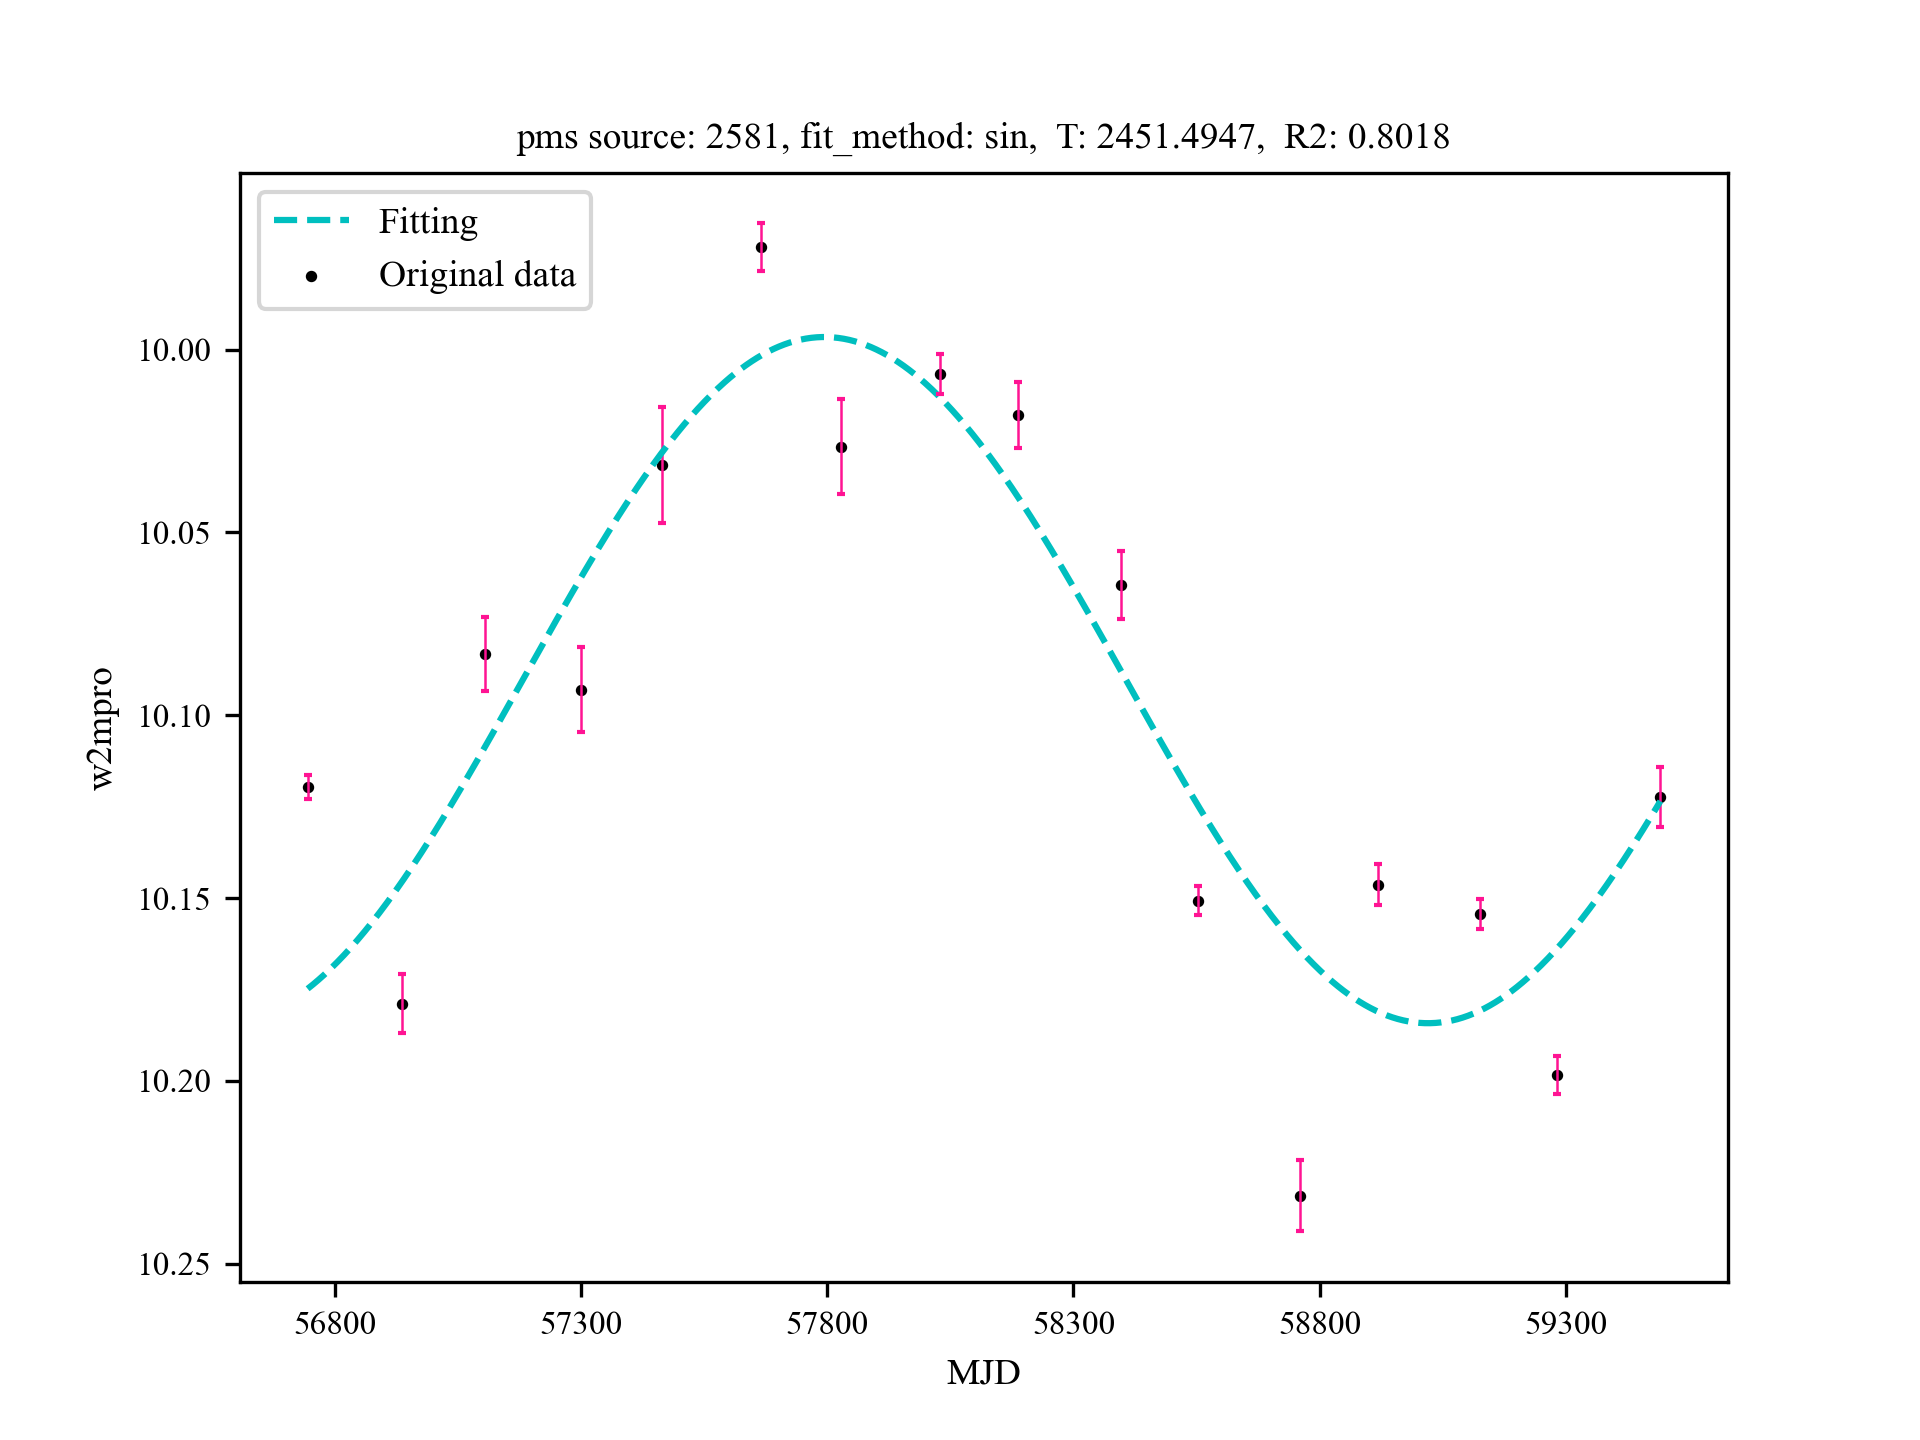 pms source: 2581, fit_method: sin,  T: 2451.4947,  R2: 0.8018
Fitting
Original data
10.00
10.05
10.10
10.15
10.20
10.25
w2mpro
56800 57300 57800 58300 58800 59300
MJD